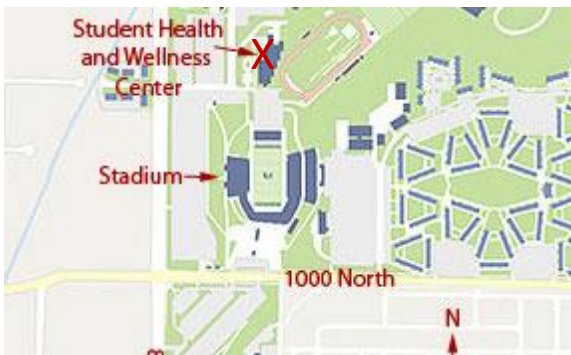 Student Health
and Wellness
Center
X
Stadium
1000 North
N